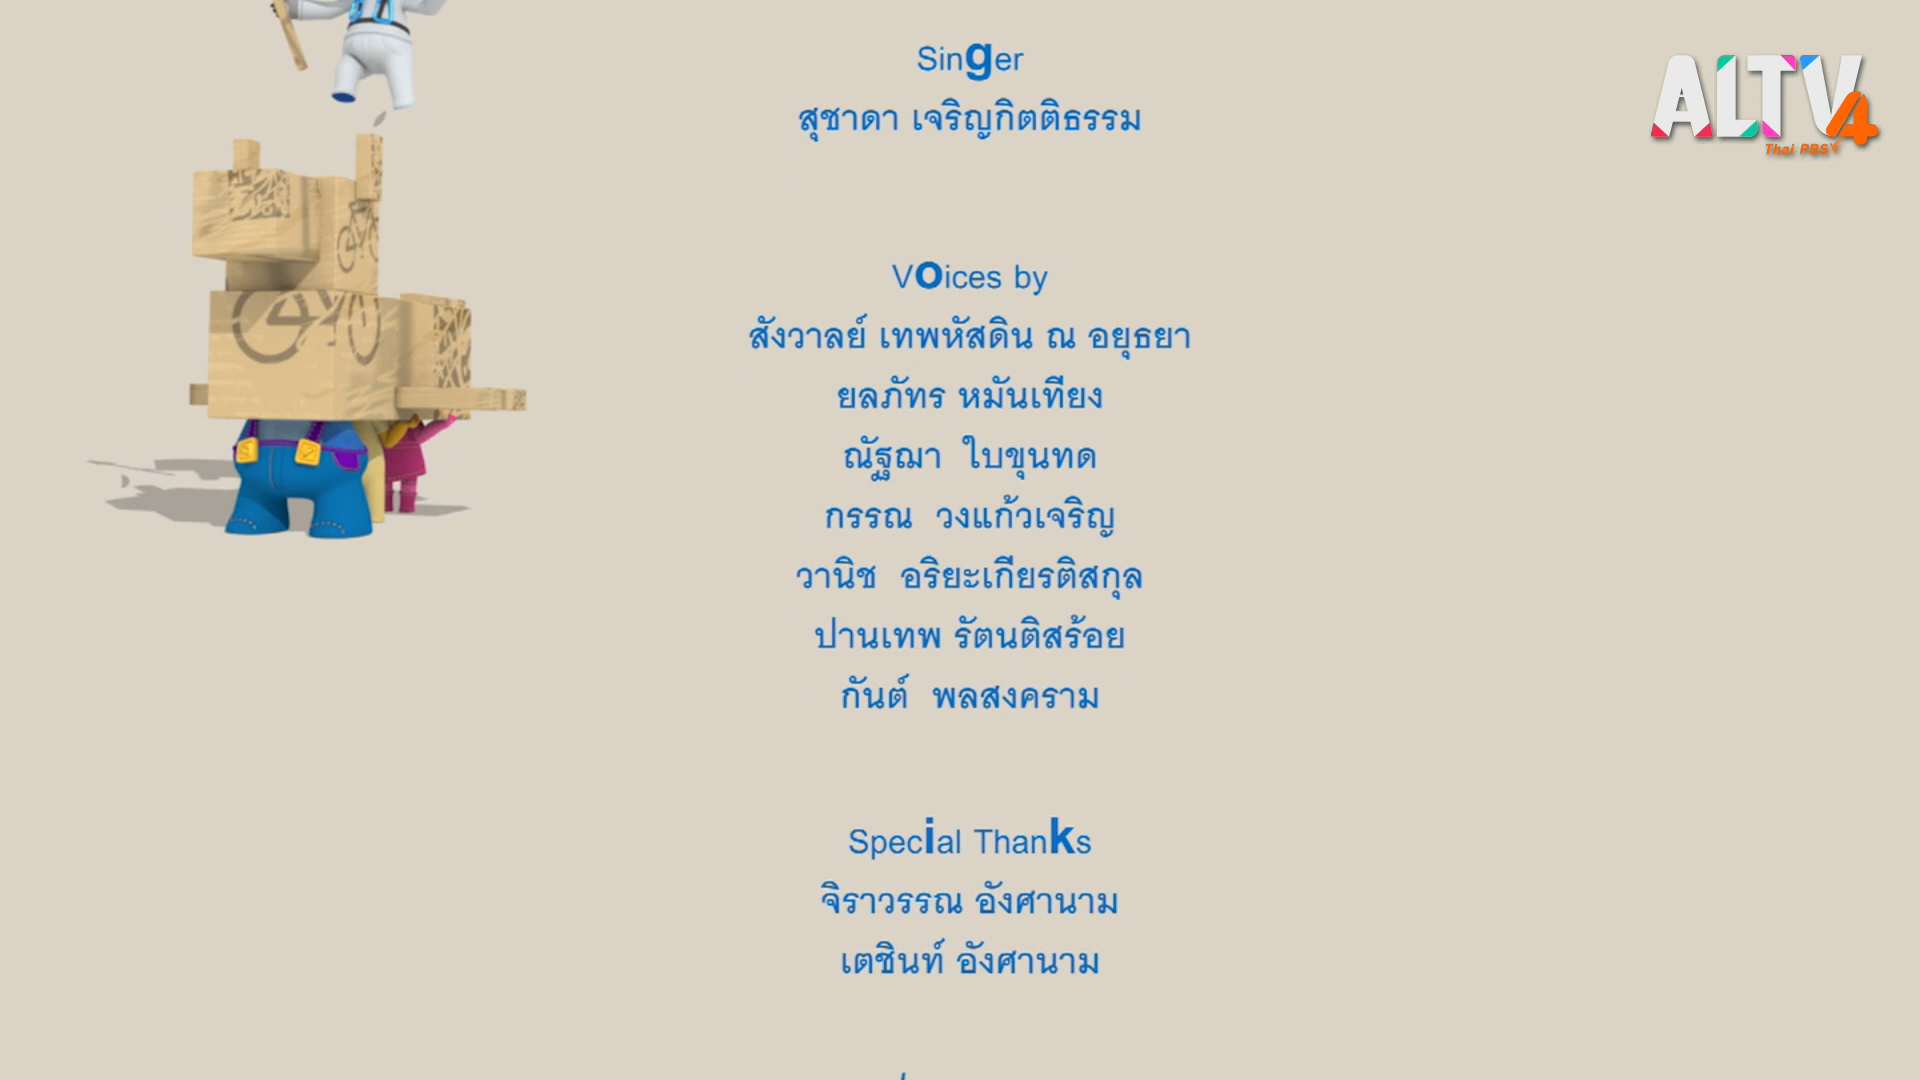 Singer
สุชาดา เจริญกิตติธรรม
ALTV4
Thai PBS
VOices by
สังวาลย์ เทพหัสดิน ณ อยุธยา
ยลภัทร หมันเทียง
ณัฐฌา ใบขุนทด
กรรณ วงแก้วเจริญ
วานิช อริยะเกียรติสกุล
ปานเทพ รัตนติสร้อย
กันต์ พลสงคราม
Special Thanks
จิราวรรณ อังศานาม
เตชินท์ อังศานาม